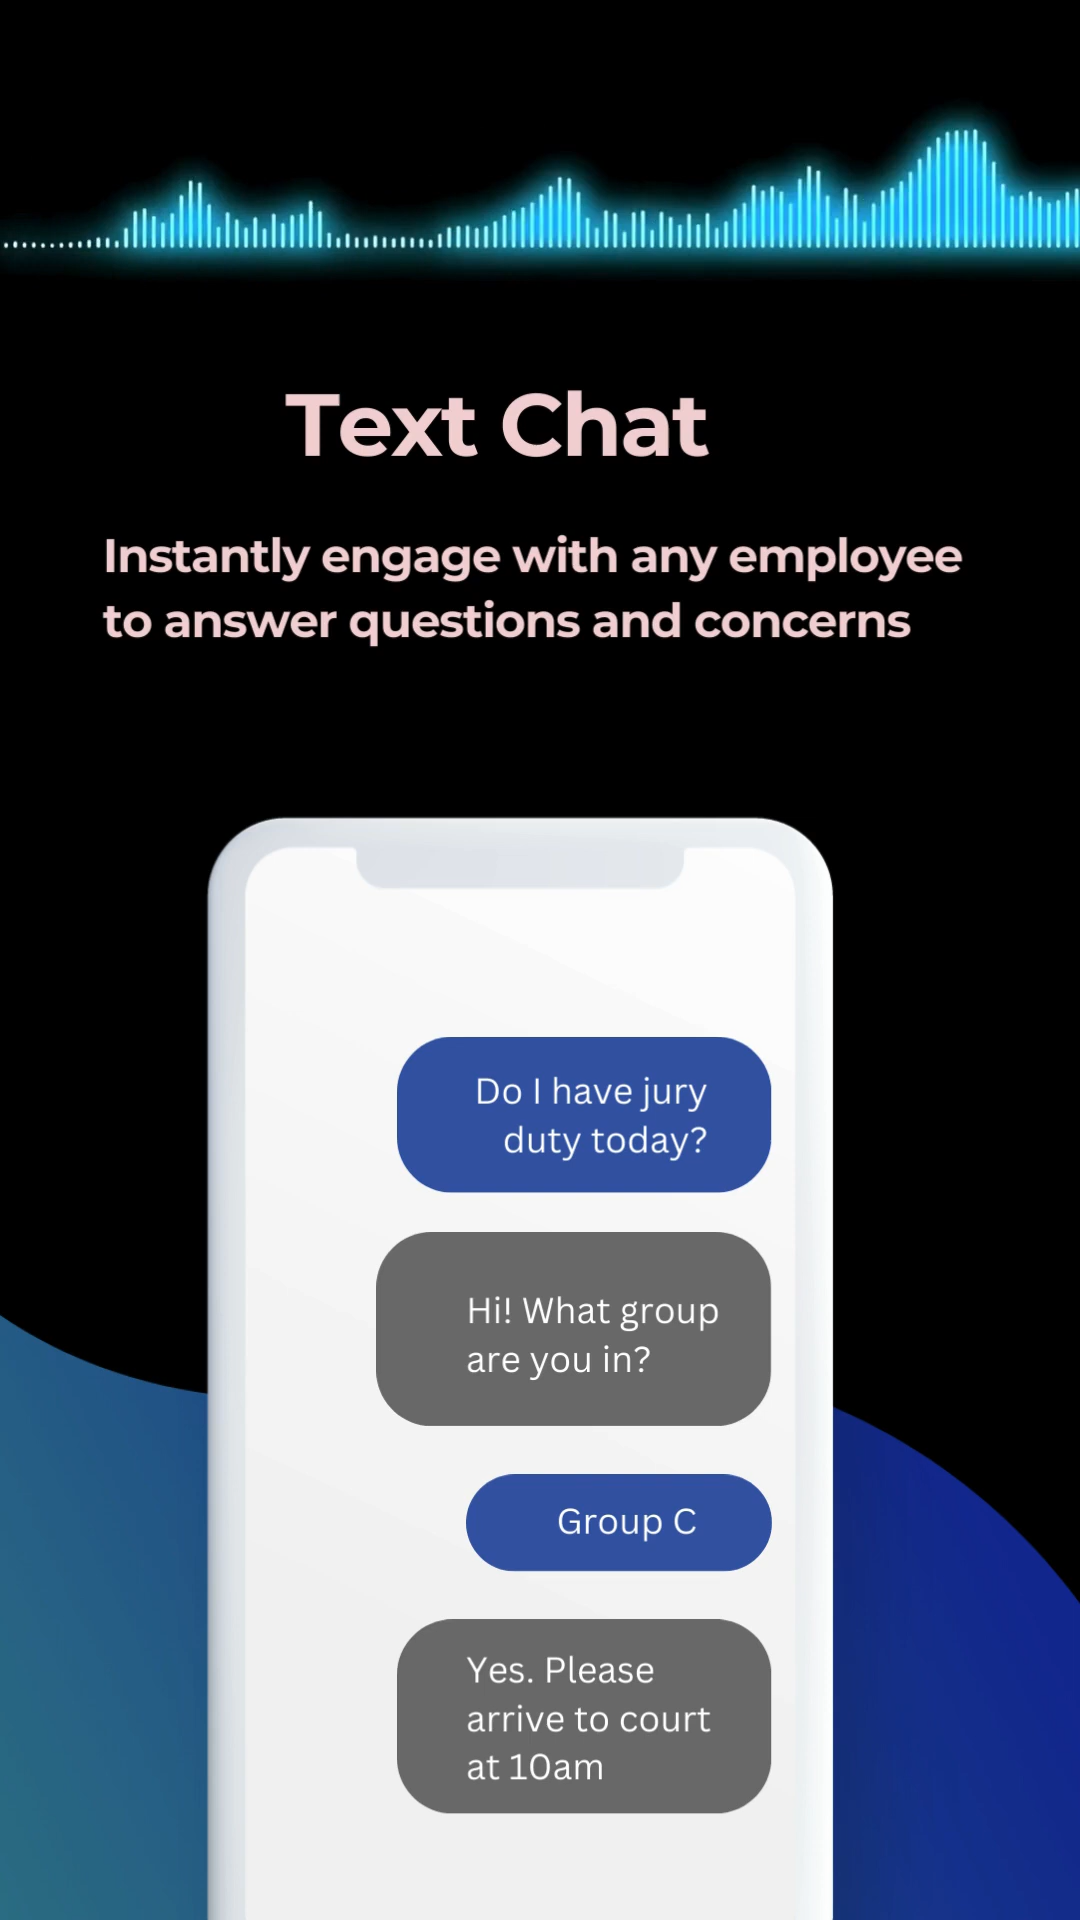 Text Chat
Instantly engage with any employee
to answer questions and concerns
Do I have jury
duty today?
Hi! What group
are you in?
Group C
Yes. Please
arrive to court
at 10am